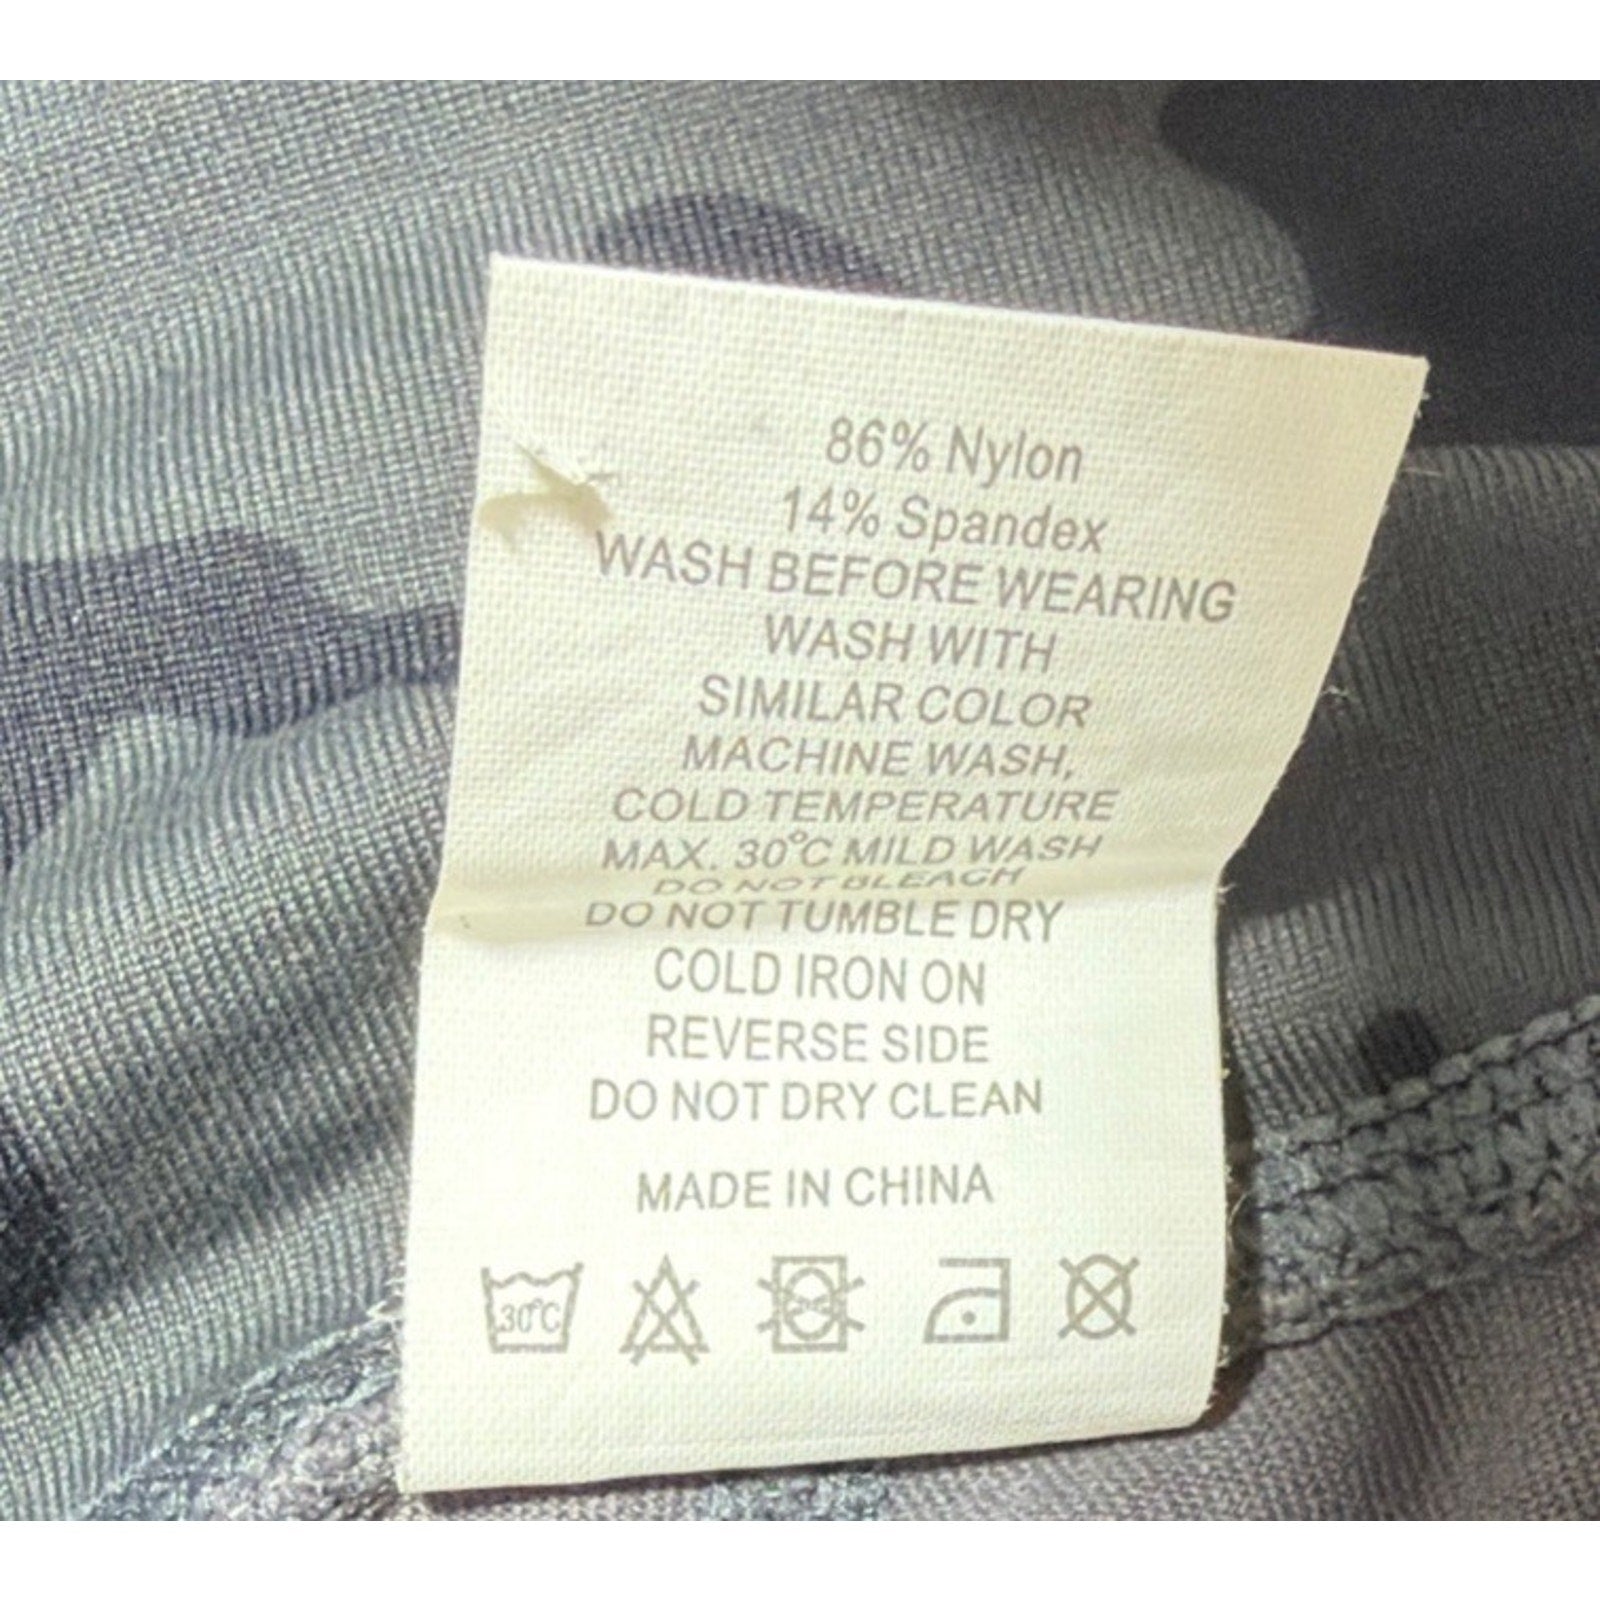 86% Nylon
14% Spandex
WASH BEFORE WEARING
WASH WITH
SIMILAR COLOR
MACHINE WASH,
COLD TEMPERATURE
MAX. 30°C MILD WASH
DO NOT BLEACH
DO NOT TUMBLE DRY
COLD IRON ON
REVERSE SIDE
DO NOT DRY CLEAN
MADE IN CHINA
30°C